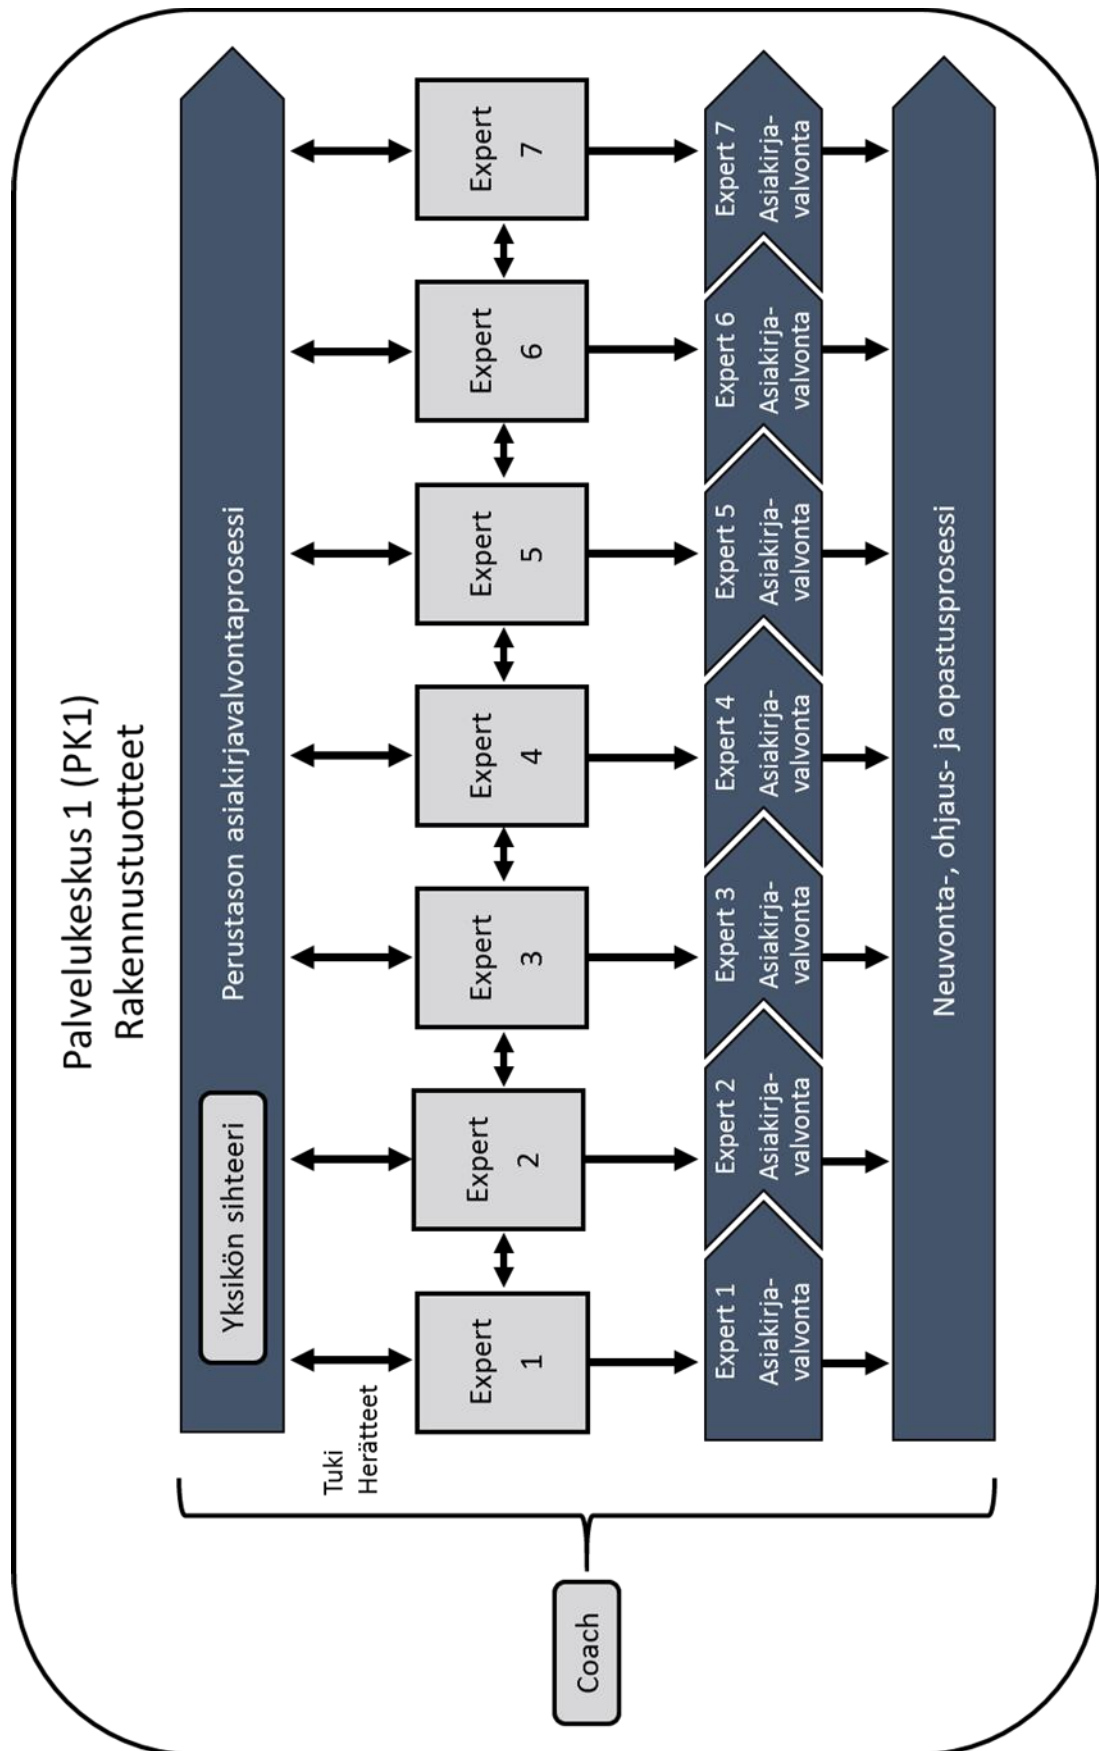 Palvelukeskus 1 (PK1)
Rakennustuotteet
Yksikön sihteeri
Perustason asiakirjavalvontaprosessi
Tuki
Herätteet
Coach
Expert
1
Expert
2
Expert
3
Expert
4
Expert
5
Expert
6
Expert
7
Expert 1
Asiakirja-
valvonta
Expert 2
Asiakirja-
valvonta
Expert 3
Asiakirja-
valvonta
Expert 4
Asiakirja-
valvonta
Expert 5
Asiakirja-
valvonta
Expert 6
Asiakirja-
valvonta
Expert 7
Asiakirja-
valvonta
Neuvonta-, ohjaus- ja opastusprosessi